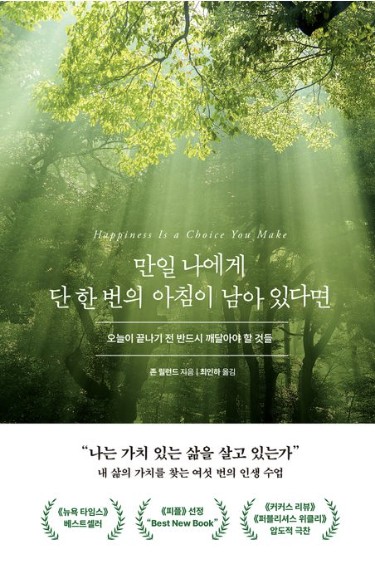 Happiness Is a Choice You Make
만일 나에게
단 한 번의 아침이 남아 있다면
오늘이 끝나기 전 반드시 깨달아야 할 것들
존 릴런드 지음 | 최인하 옮김
“나는 가치 있는 삶을 살고 있는가”
내 삶의 가치를 찾는 여섯 번의 인생 수업
《뉴욕 타임스》
베스트셀러
《피플》 선정
“Best New Book”
《커커스 리뷰》
《퍼블리셔스 위클리》
압도적 극찬